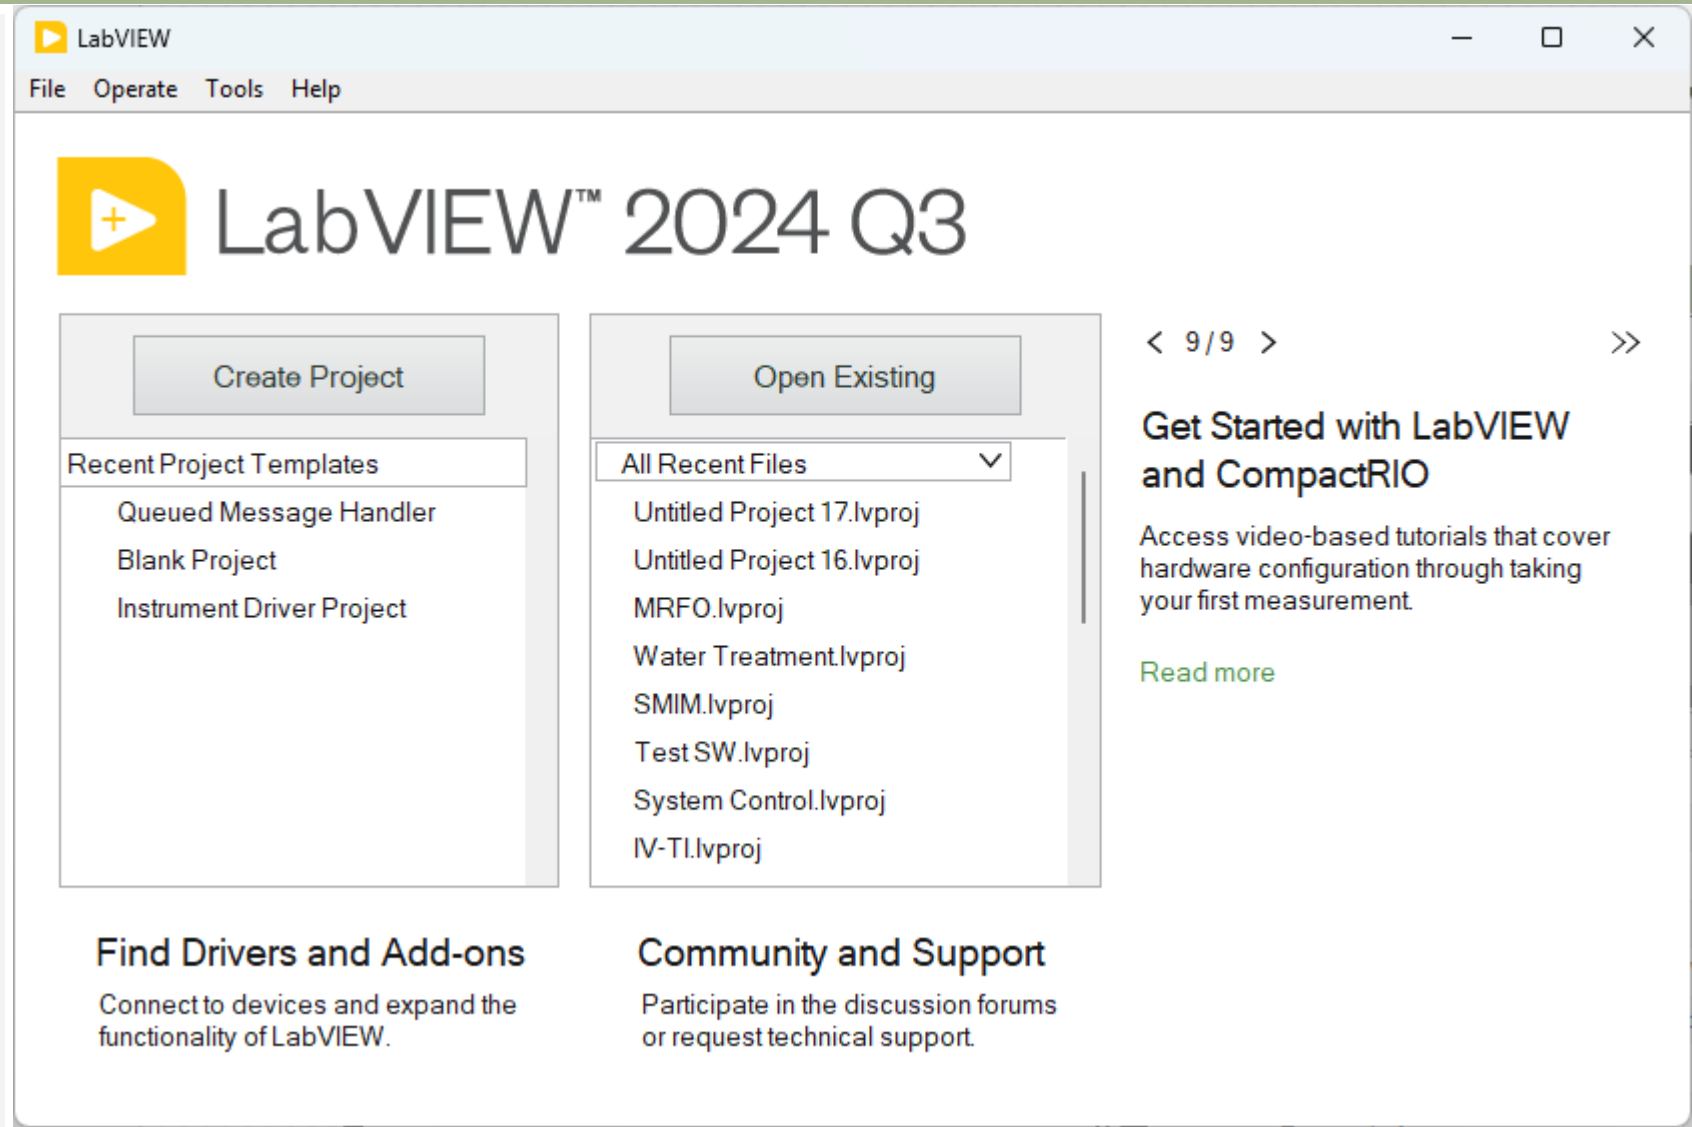 LabVIEW
File Operate Tools Help
LabVIEW™ 2024 Q3
Create Project
Recent Project Templates
Queued Message Handler
Blank Project
Instrument Driver Project
Open Existing
All Recent Files
Untitled Project 17.lvproj
Untitled Project 16.lvproj
MRFO.lvproj
Water Treatment.lvproj
SMIM.lvproj
Test SW.lvproj
System Control.lvproj
IV-TI.lvproj
9/9
Get Started with LabVIEW
and CompactRIO
Access video-based tutorials that cover
hardware configuration through taking
your first measurement.
Read more
Find Drivers and Add-ons
Connect to devices and expand the
functionality of LabVIEW.
Community and Support
Participate in the discussion forums
or request technical support.